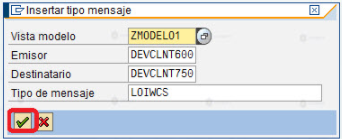 Insertar tipo mensaje
Vista modelo ZMODELO1
Emisor DEVCLNT600
Destinatario DEVCLNT750
Tipo de mensaje LOIWCS